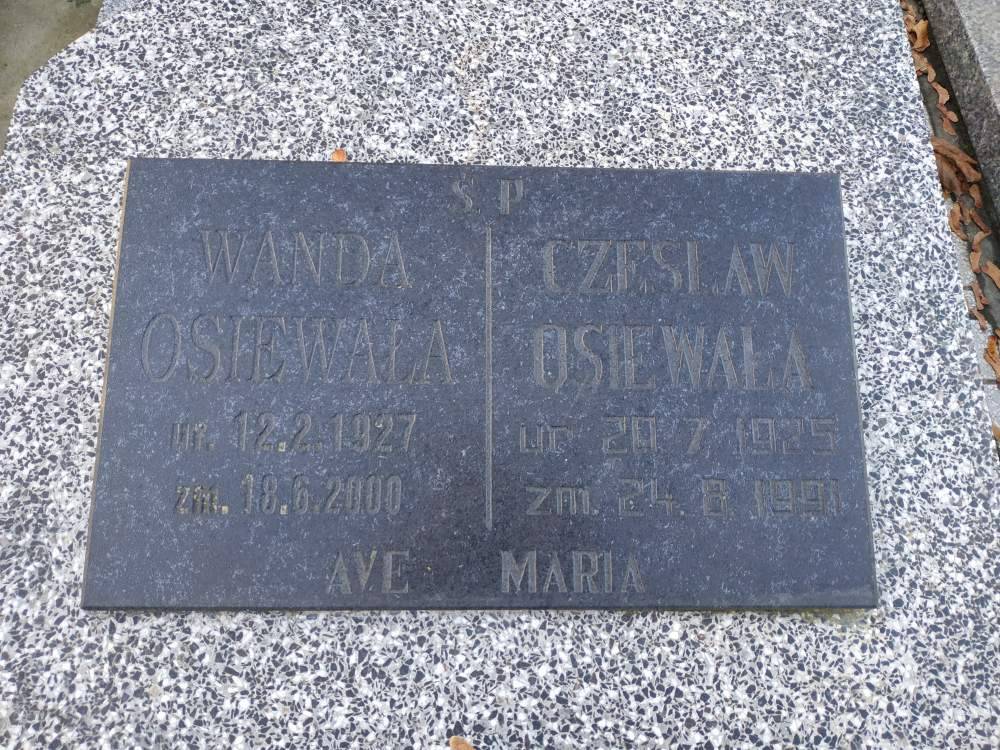 Ś P
WANDA
OSIEWAŁA
ur. 12.2.1927
zm. 18.6.2000
CZESŁAW
OSIEWAŁA
ur 20.7.1925
zm. 24.8.1991
AVE MARIA